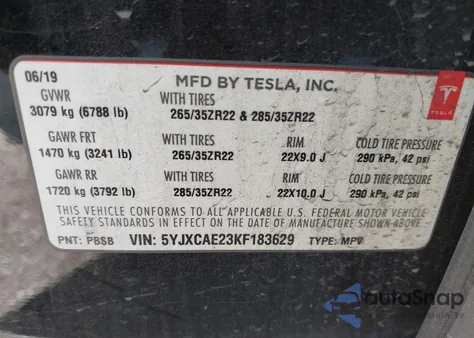 06/19 MFD BY TESLA, INC.
TESLA
GVWR WITH TIRES
3079 kg (6788 lb) 265/35ZR22 & 285/35ZR22
GAWR FRT WITH TIRES RIM COLD TIRE PRESSURE
1470 kg (3241 lb) 265/35ZR22 22X9.0 J 290 kPa, 42 psi
GAWR RR WITH TIRES RIM COLD TIRE PRESSURE
1720 kg (3792 lb) 285/35ZR22 22X10.0 J 290 kPa, 42 psi
THIS VEHICLE CONFORMS TO ALL APPLICABLE U.S. FEDERAL MOTOR VEHICLE
SAFETY STANDARDS IN EFFECT ON THE DATE OF MANUFACTURE SHOWN ABOVE.
PNT: PBSB VIN: 5YJXCAE23KF183629 TYPE: MPV
autoSnap